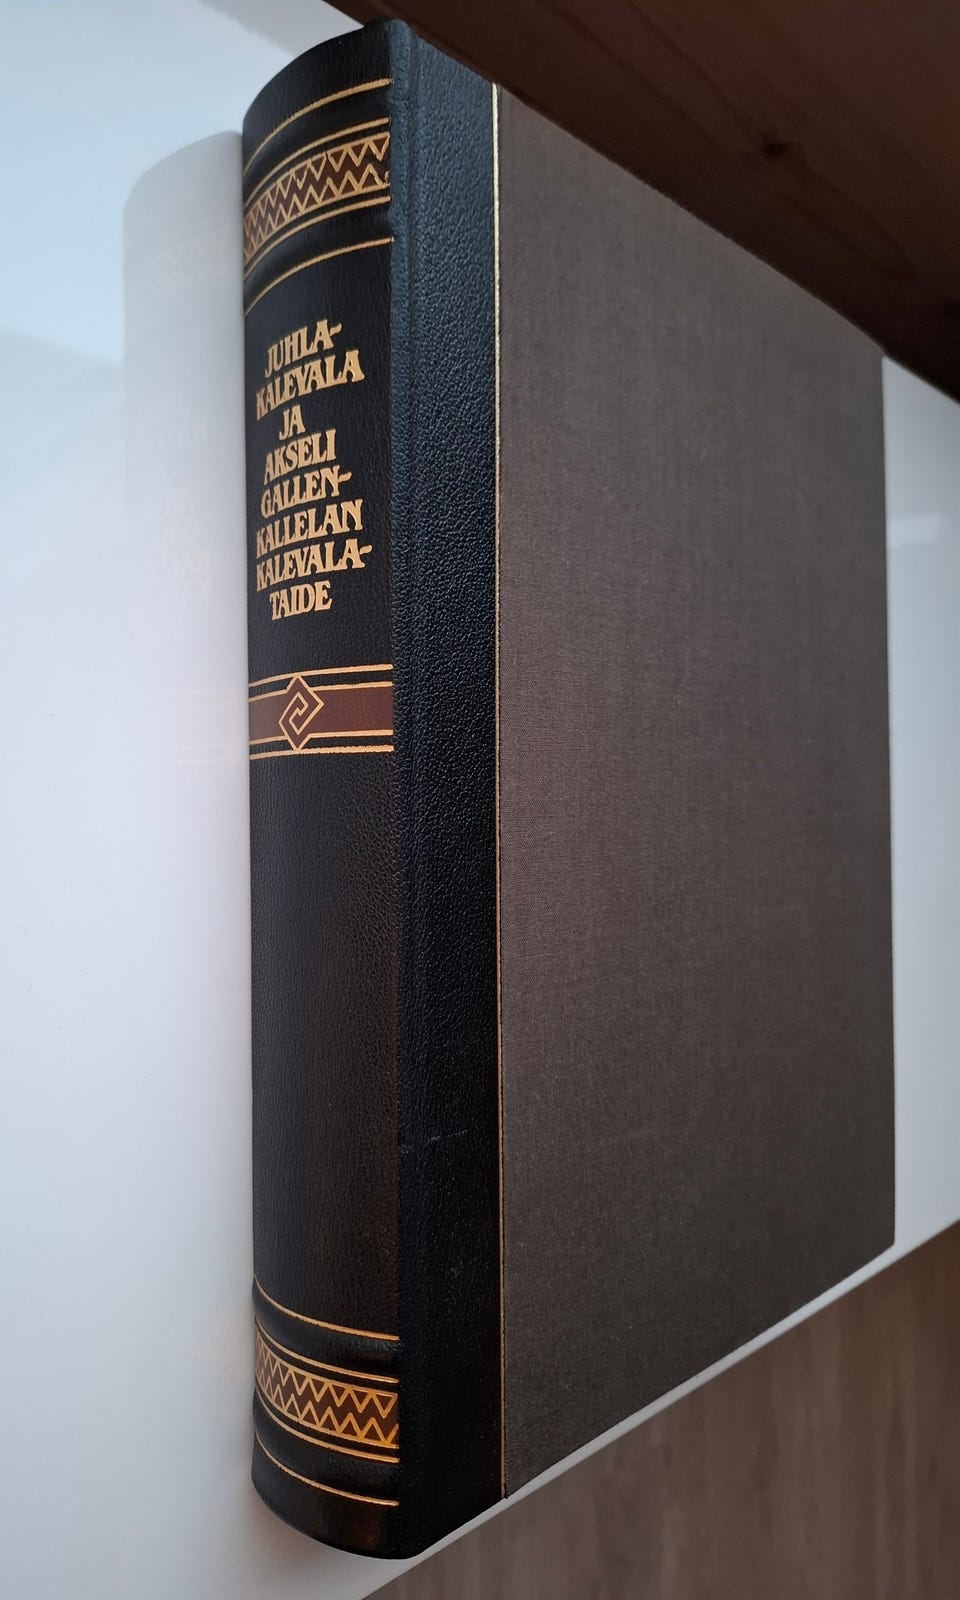 JUHLA-
KALEVALA
JA
AKSELI
GALLEN-
KALLELAN
KALEVALA-
TAIDE